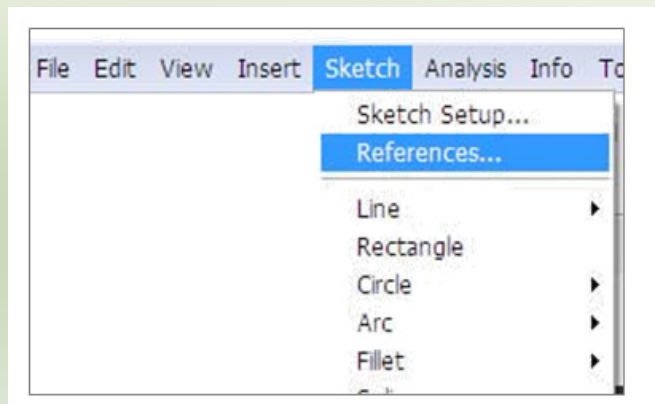 File Edit View Insert Sketch Analysis Info
Sketch Setup...
References...
Line
Rectangle
Circle
Arc
Fillet